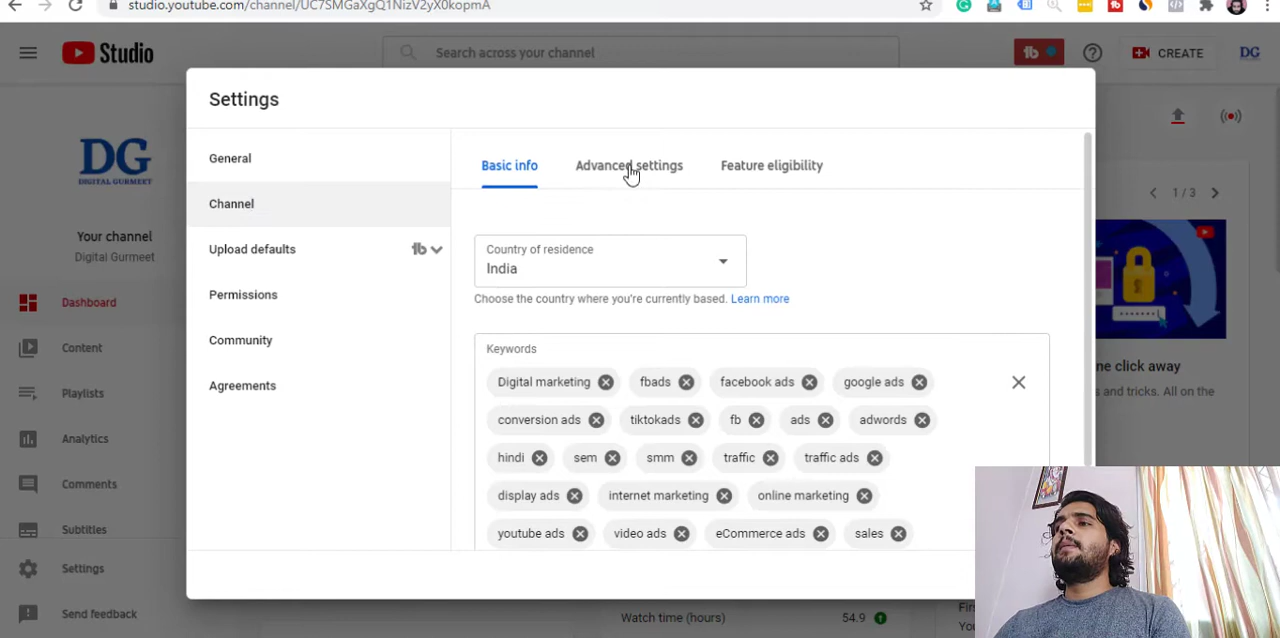 studio.youtube.com/channel/UC7SMGaXgQ1NizV2yX0kopmA
Studio
Search across your channel
CREATE
DG
Settings
DG
DIGITAL GURMEET
Your channel
Digital Gurmeet
Dashboard
Content
Playlists
Analytics
Comments
Subtitles
Settings
Send feedback
General
Channel
Upload defaults
Permissions
Community
Agreements
Basic info
Advanced settings
Feature eligibility
Country of residence
India
Choose the country where you're currently based. Learn more
Keywords
Digital marketing
fbads
facebook ads
google ads
conversion ads
tiktokads
fb
ads
adwords
hindi
sem
smm
traffic
traffic ads
display ads
internet marketing
online marketing
youtube ads
video ads
eCommerce ads
sales
1 / 3
ne click away
s and tricks. All on the
Watch time (hours)
54.9